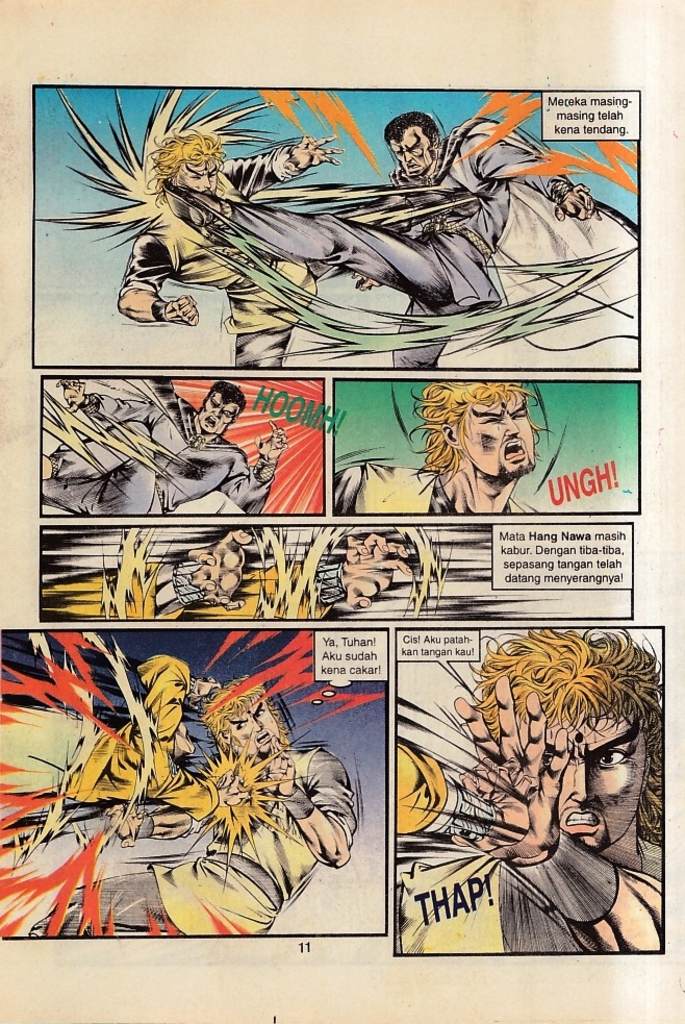 Mereka masing-
masing telah
kena tendang.
HOOMH!
UNGH!
Mata Hang Nawa masih
kabur. Dengan tiba-tiba,
sepasang tangan telah
datang menyerangnya!
Ya, Tuhan!
Aku sudah
kena cakar!
Cis! Aku patah-
kan tangan kau!
THAP!
11